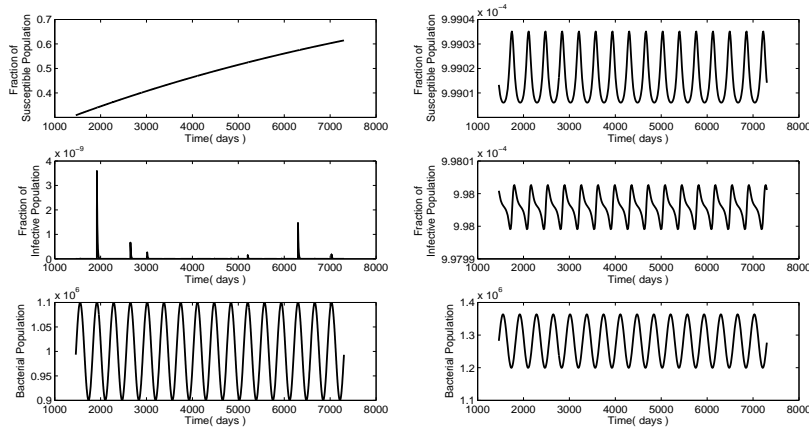 0.7
0.6
0.5
0.4
Fraction of
Susceptible Population
1000 2000 3000 4000 5000 6000 7000 8000
Time( days )
x 10⁻⁴
9.9904
9.9903
9.9902
9.9901
Fraction of
Susceptible Population
1000 2000 3000 4000 5000 6000 7000 8000
Time( days )
x 10⁻⁹
4
3
2
1
0
Fraction of
Infective Population
1000 2000 3000 4000 5000 6000 7000 8000
Time( days )
x 10⁻⁴
9.9801
9.98
9.98
9.9799
Fraction of
Infective Population
1000 2000 3000 4000 5000 6000 7000 8000
Time( days )
x 10⁶
1.1
1.05
1
0.95
0.9
Bacterial Population
1000 2000 3000 4000 5000 6000 7000 8000
Time( days )
x 10⁶
1.4
1.3
1.2
1.1
Bacterial Population
1000 2000 3000 4000 5000 6000 7000 8000
Time( days )